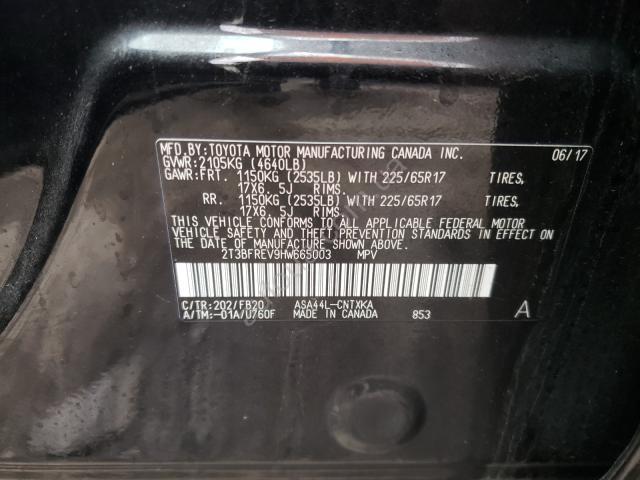 MFD.BY:TOYOTA MOTOR MANUFACTURING CANADA INC. 06/17
GVWR:2105KG (4640LB)
GAWR:FRT. 1150KG (2535LB) WITH 225/65R17 TIRES,
17X6. 5J RIMS.
RR. 1150KG (2535LB) WITH 225/65R17 TIRES,
17X6. 5J RIMS.
THIS VEHICLE CONFORMS TO ALL APPLICABLE FEDERAL MOTOR
VEHICLE SAFETY AND THEFT PREVENTION STANDARDS IN EFFECT
ON THE DATE OF MANUFACTURE SHOWN ABOVE.
2T3BFREV9HW665003 MPV
C/TR:202/FB20 ASA44L-CNTXKA A
A/TM:-01A/U760F MADE IN CANADA 853